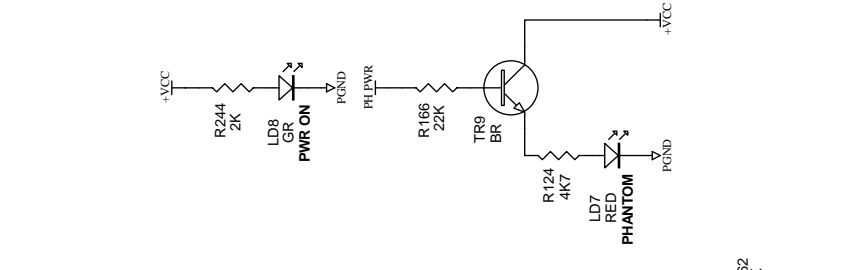 +VCC
R244
2K
LD8
GR
PWR ON
PGND
PH PWR
R166
22K
TR9
BR
+VCC
R124
4K7
LD7
RED
PHANTOM
PGND